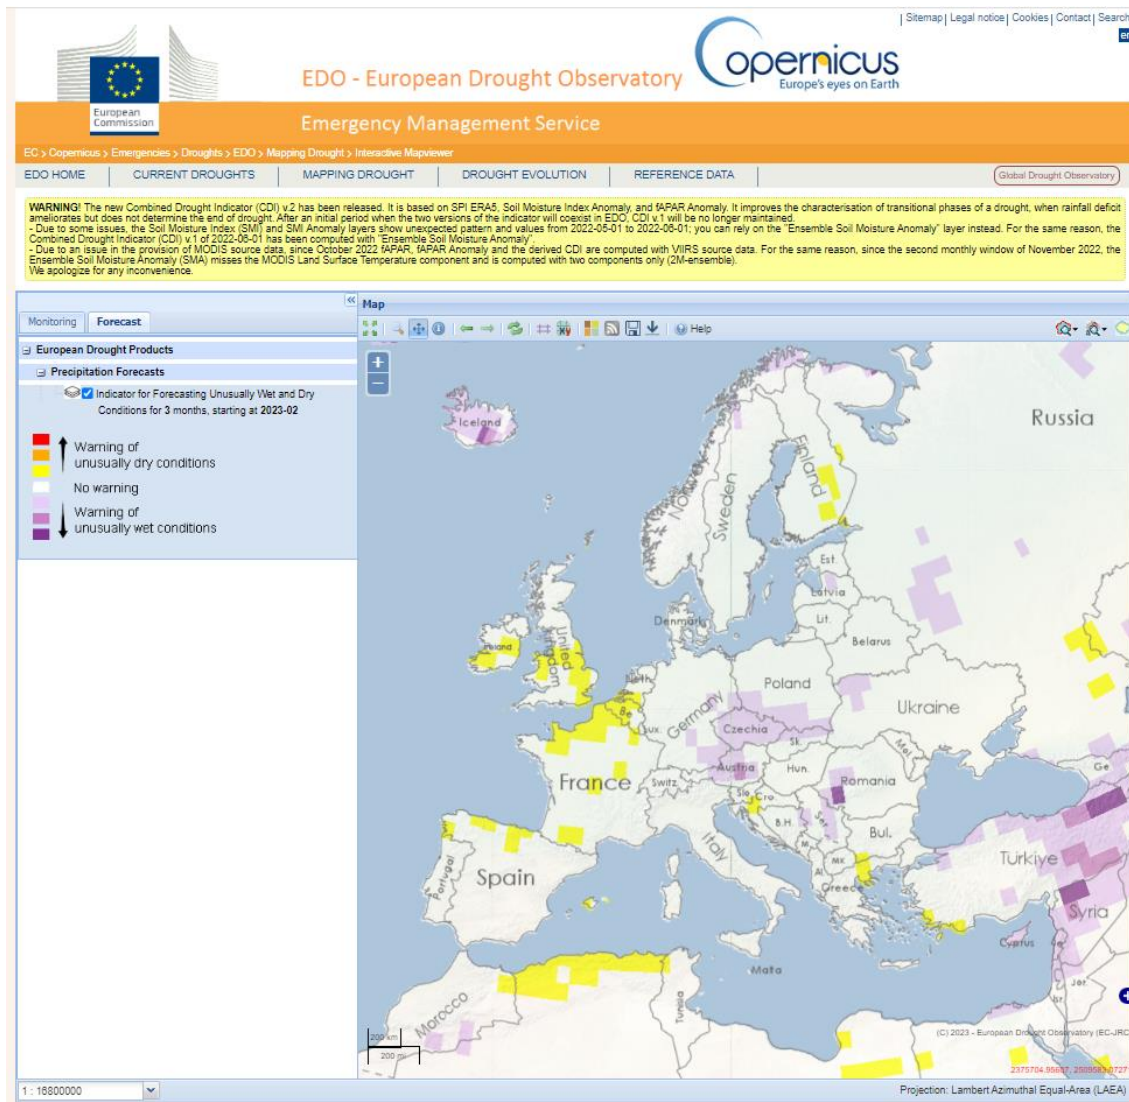 | Sitemap | Legal notice | Cookies | Contact | Search
en
European
Commission
EDO - European Drought Observatory
opernicus
Europe's eyes on Earth
Emergency Management Service
EC > Copernicus > Emergencies > Droughts > EDO > Mapping Drought > Interactive Mapviewer
EDO HOME | CURRENT DROUGHTS | MAPPING DROUGHT | DROUGHT EVOLUTION | REFERENCE DATA |
Global Drought Observatory
WARNING! The new Combined Drought Indicator (CDI) v.2 has been released. It is based on SPI ERA5, Soil Moisture Index Anomaly, and fAPAR Anomaly. It improves the characterisation of transitional phases of a drought, when rainfall deficit
ameliorates but does not determine the end of drought. After an initial period when the two versions of the indicator will coexist in EDO, CDI v.1 will be no longer maintained.
- Due to some issues, the Soil Moisture Index (SMI) and SMI Anomaly layers show unexpected pattern and values from 2022-05-01 to 2022-06-01; you can rely on the "Ensemble Soil Moisture Anomaly" layer instead. For the same reason, the
Combined Drought Indicator (CDI) v.1 of 2022-06-01 has been computed with "Ensemble Soil Moisture Anomaly".
- Due to an issue in the provision of MODIS source data, since October 2022 fAPAR, fAPAR Anomaly and the derived CDI are computed with VIIRS source data. For the same reason, since the second monthly window of November 2022, the
Ensemble Soil Moisture Anomaly (SMA) misses the MODIS Land Surface Temperature component and is computed with two components only (2M-ensemble).
We apologize for any inconvenience.
Monitoring
Forecast
European Drought Products
Precipitation Forecasts
Indicator for Forecasting Unusually Wet and Dry
Conditions for 3 months, starting at 2023-02
Warning of
unusually dry conditions
No warning
Warning of
unusually wet conditions
Map
Help
Iceland
Russia
Finland
Norway
Sweden
Est.
Latvia
Denmark
Lit.
Belarus
Ireland
United
Kingdom
Neth.
Poland
Be.
Germany
Ukraine
Lux.
Czechia
Sk.
Mol.
France
Switz.
Austria
Hun.
Romania
Ge
Slo.
Cro
B.H.
Ser.
Bul.
Italy
M.
MK
Al
Türkiye
Spain
Portugal
Greece
Syria
Cyprus
Le.
Malta
Jor.
Isr.
Morocco
Tunisia
200 km
200 mi
(C) 2023 - European Drought Observatory (EC-JRC
1 : 16800000
Projection: Lambert Azimuthal Equal-Area (LAEA)